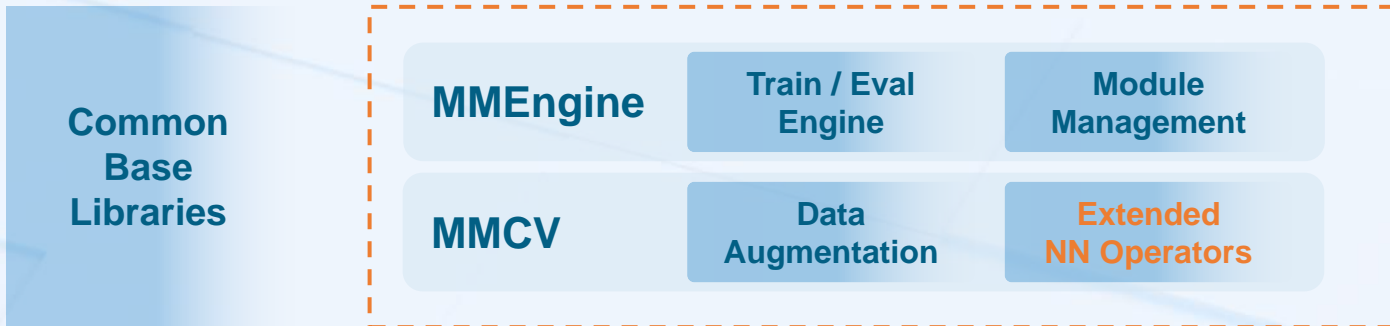 Common
Base
Libraries
MMEngine
Train / Eval
Engine
Module
Management
MMCV
Data
Augmentation
Extended
NN Operators